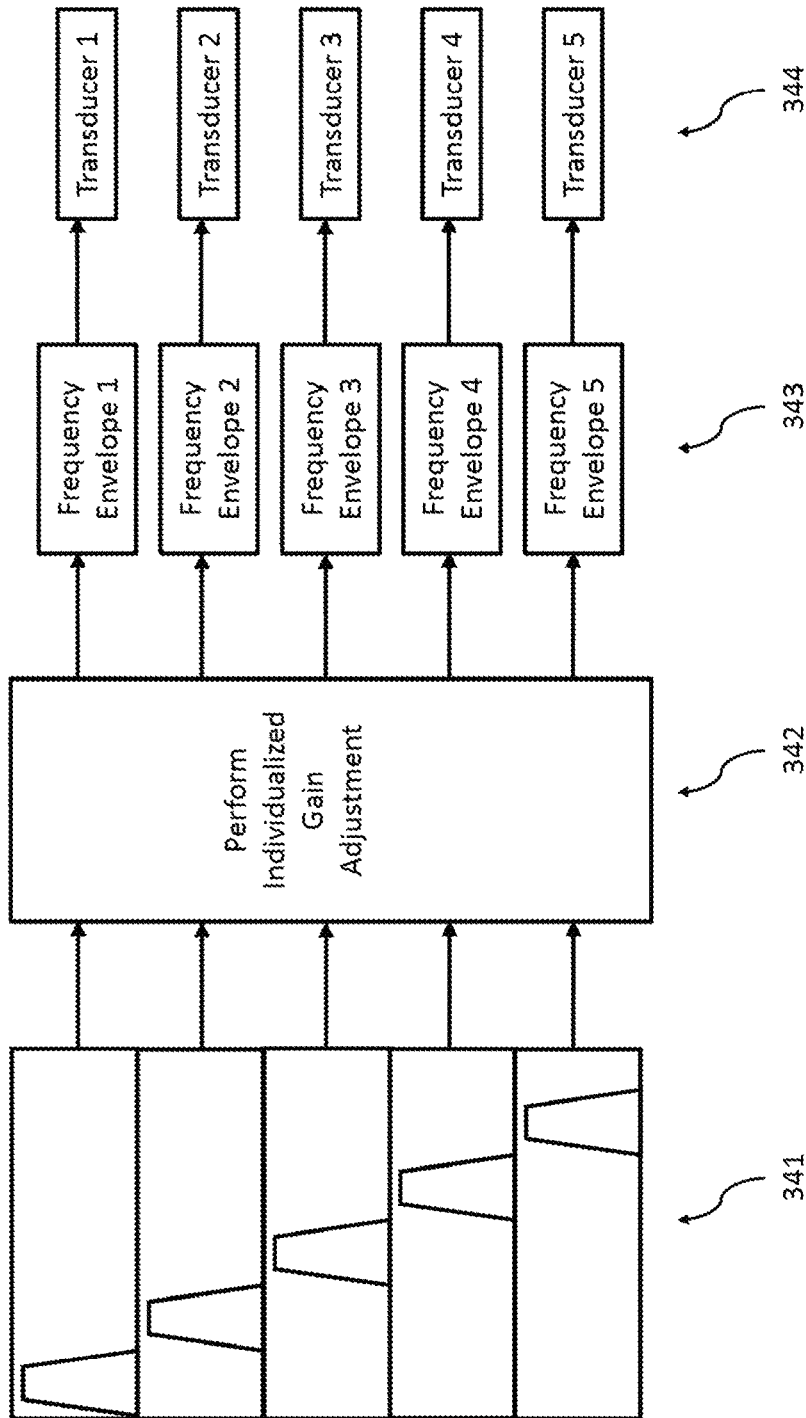 Perform
Individualized
Gain
Adjustment
Frequency
Envelope 1
Frequency
Envelope 2
Frequency
Envelope 3
Frequency
Envelope 4
Frequency
Envelope 5
Transducer 1
Transducer 2
Transducer 3
Transducer 4
Transducer 5
341
342
343
344